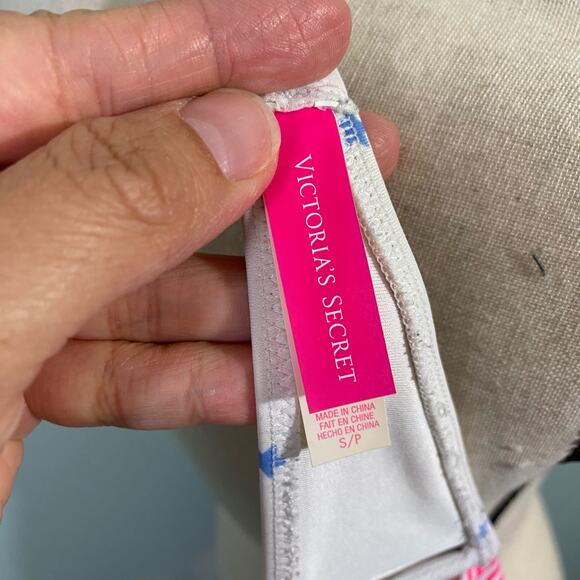 VICTORIA'S SECRET
MADE IN CHINA
FAIT EN CHINE
HECHO EN CHINA
S/P